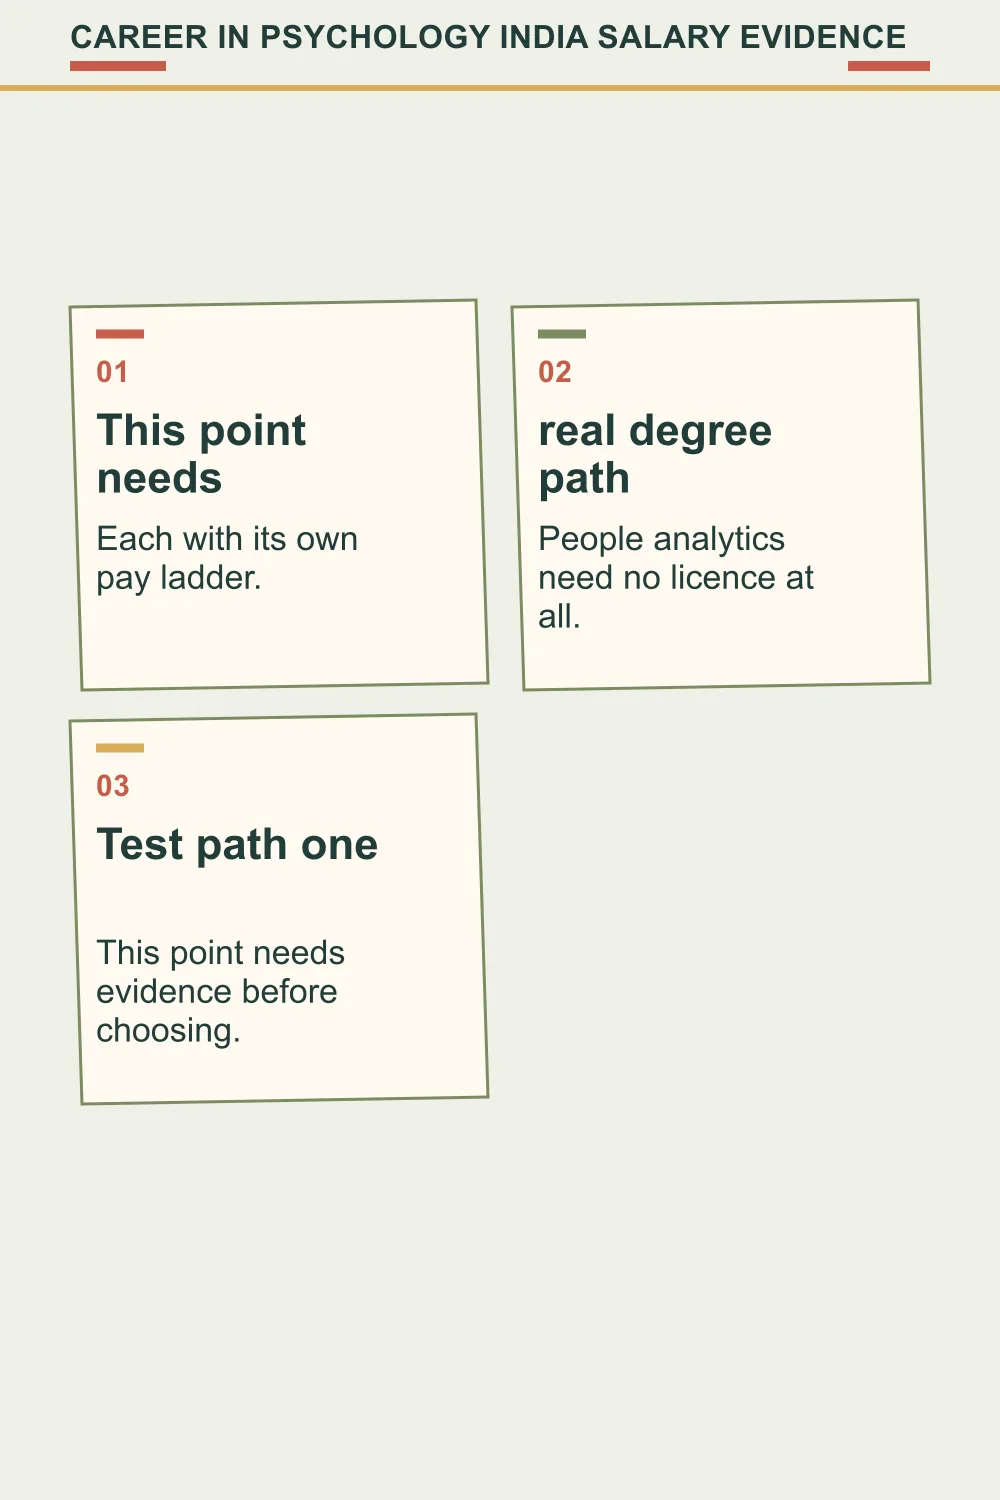 CAREER IN PSYCHOLOGY INDIA SALARY EVIDENCE
01
This point
needs
Each with its own
pay ladder.
02
real degree
path
People analytics
need no licence at
all.
03
Test path one
This point needs
evidence before
choosing.